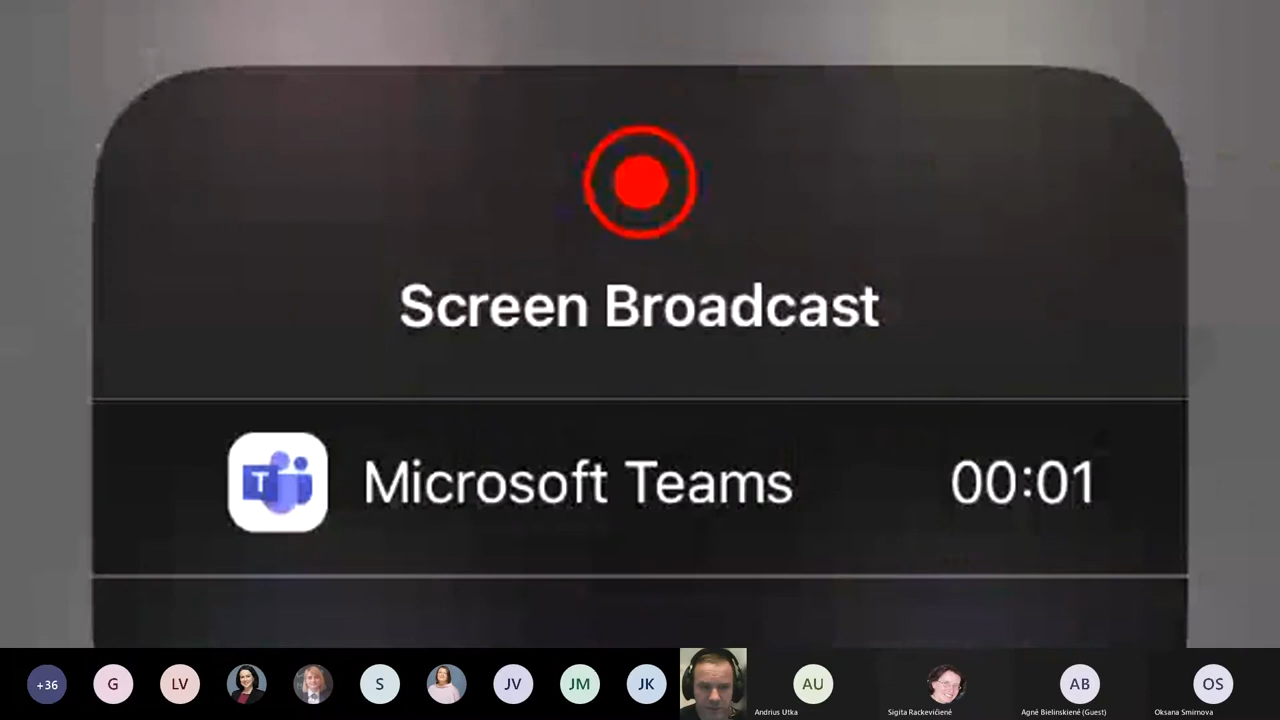 Screen Broadcast
T
Microsoft Teams 00:01
+36 G LV S JV JM JK AU AB OS
Andrius Utka Sigita Rackevičienė Agnė Bielinskienė (Guest) Oksana Smirnova